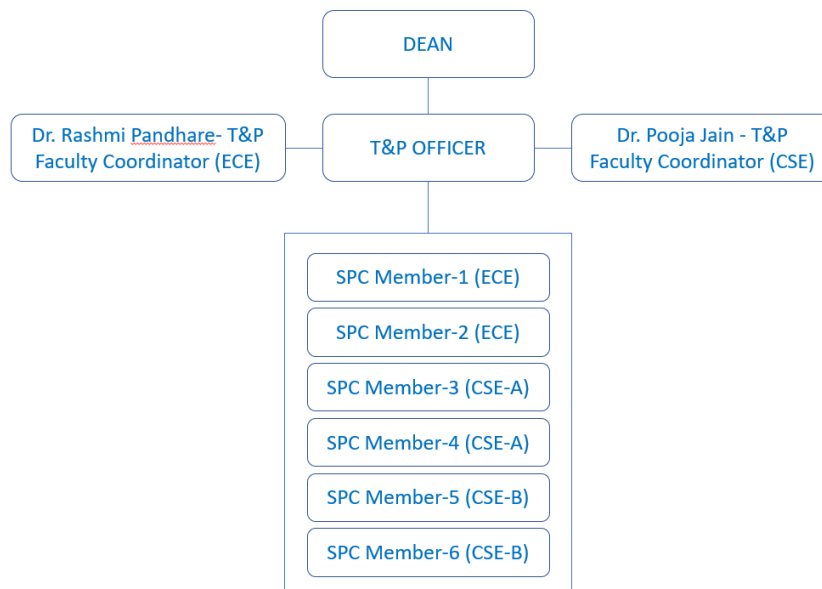 DEAN
Dr. Rashmi Pandhare- T&P
Faculty Coordinator (ECE)
T&P OFFICER
Dr. Pooja Jain - T&P
Faculty Coordinator (CSE)
SPC Member-1 (ECE)
SPC Member-2 (ECE)
SPC Member-3 (CSE-A)
SPC Member-4 (CSE-A)
SPC Member-5 (CSE-B)
SPC Member-6 (CSE-B)